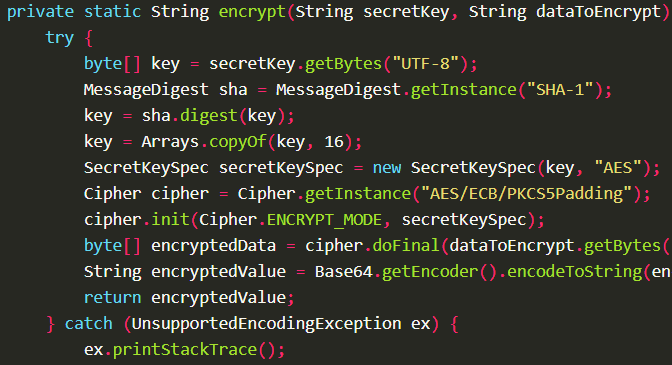 private static String encrypt(String secretKey, String dataToEncrypt)
try {
byte[] key = secretKey.getBytes("UTF-8");
MessageDigest sha = MessageDigest.getInstance("SHA-1");
key = sha.digest(key);
key = Arrays.copyOf(key, 16);
SecretKeySpec secretKeySpec = new SecretKeySpec(key, "AES");
Cipher cipher = Cipher.getInstance("AES/ECB/PKCS5Padding");
cipher.init(Cipher.ENCRYPT_MODE, secretKeySpec);
byte[] encryptedData = cipher.doFinal(dataToEncrypt.getBytes(
String encryptedValue = Base64.getEncoder().encodeToString(en
return encryptedValue;
} catch (UnsupportedEncodingException ex) {
ex.printStackTrace();